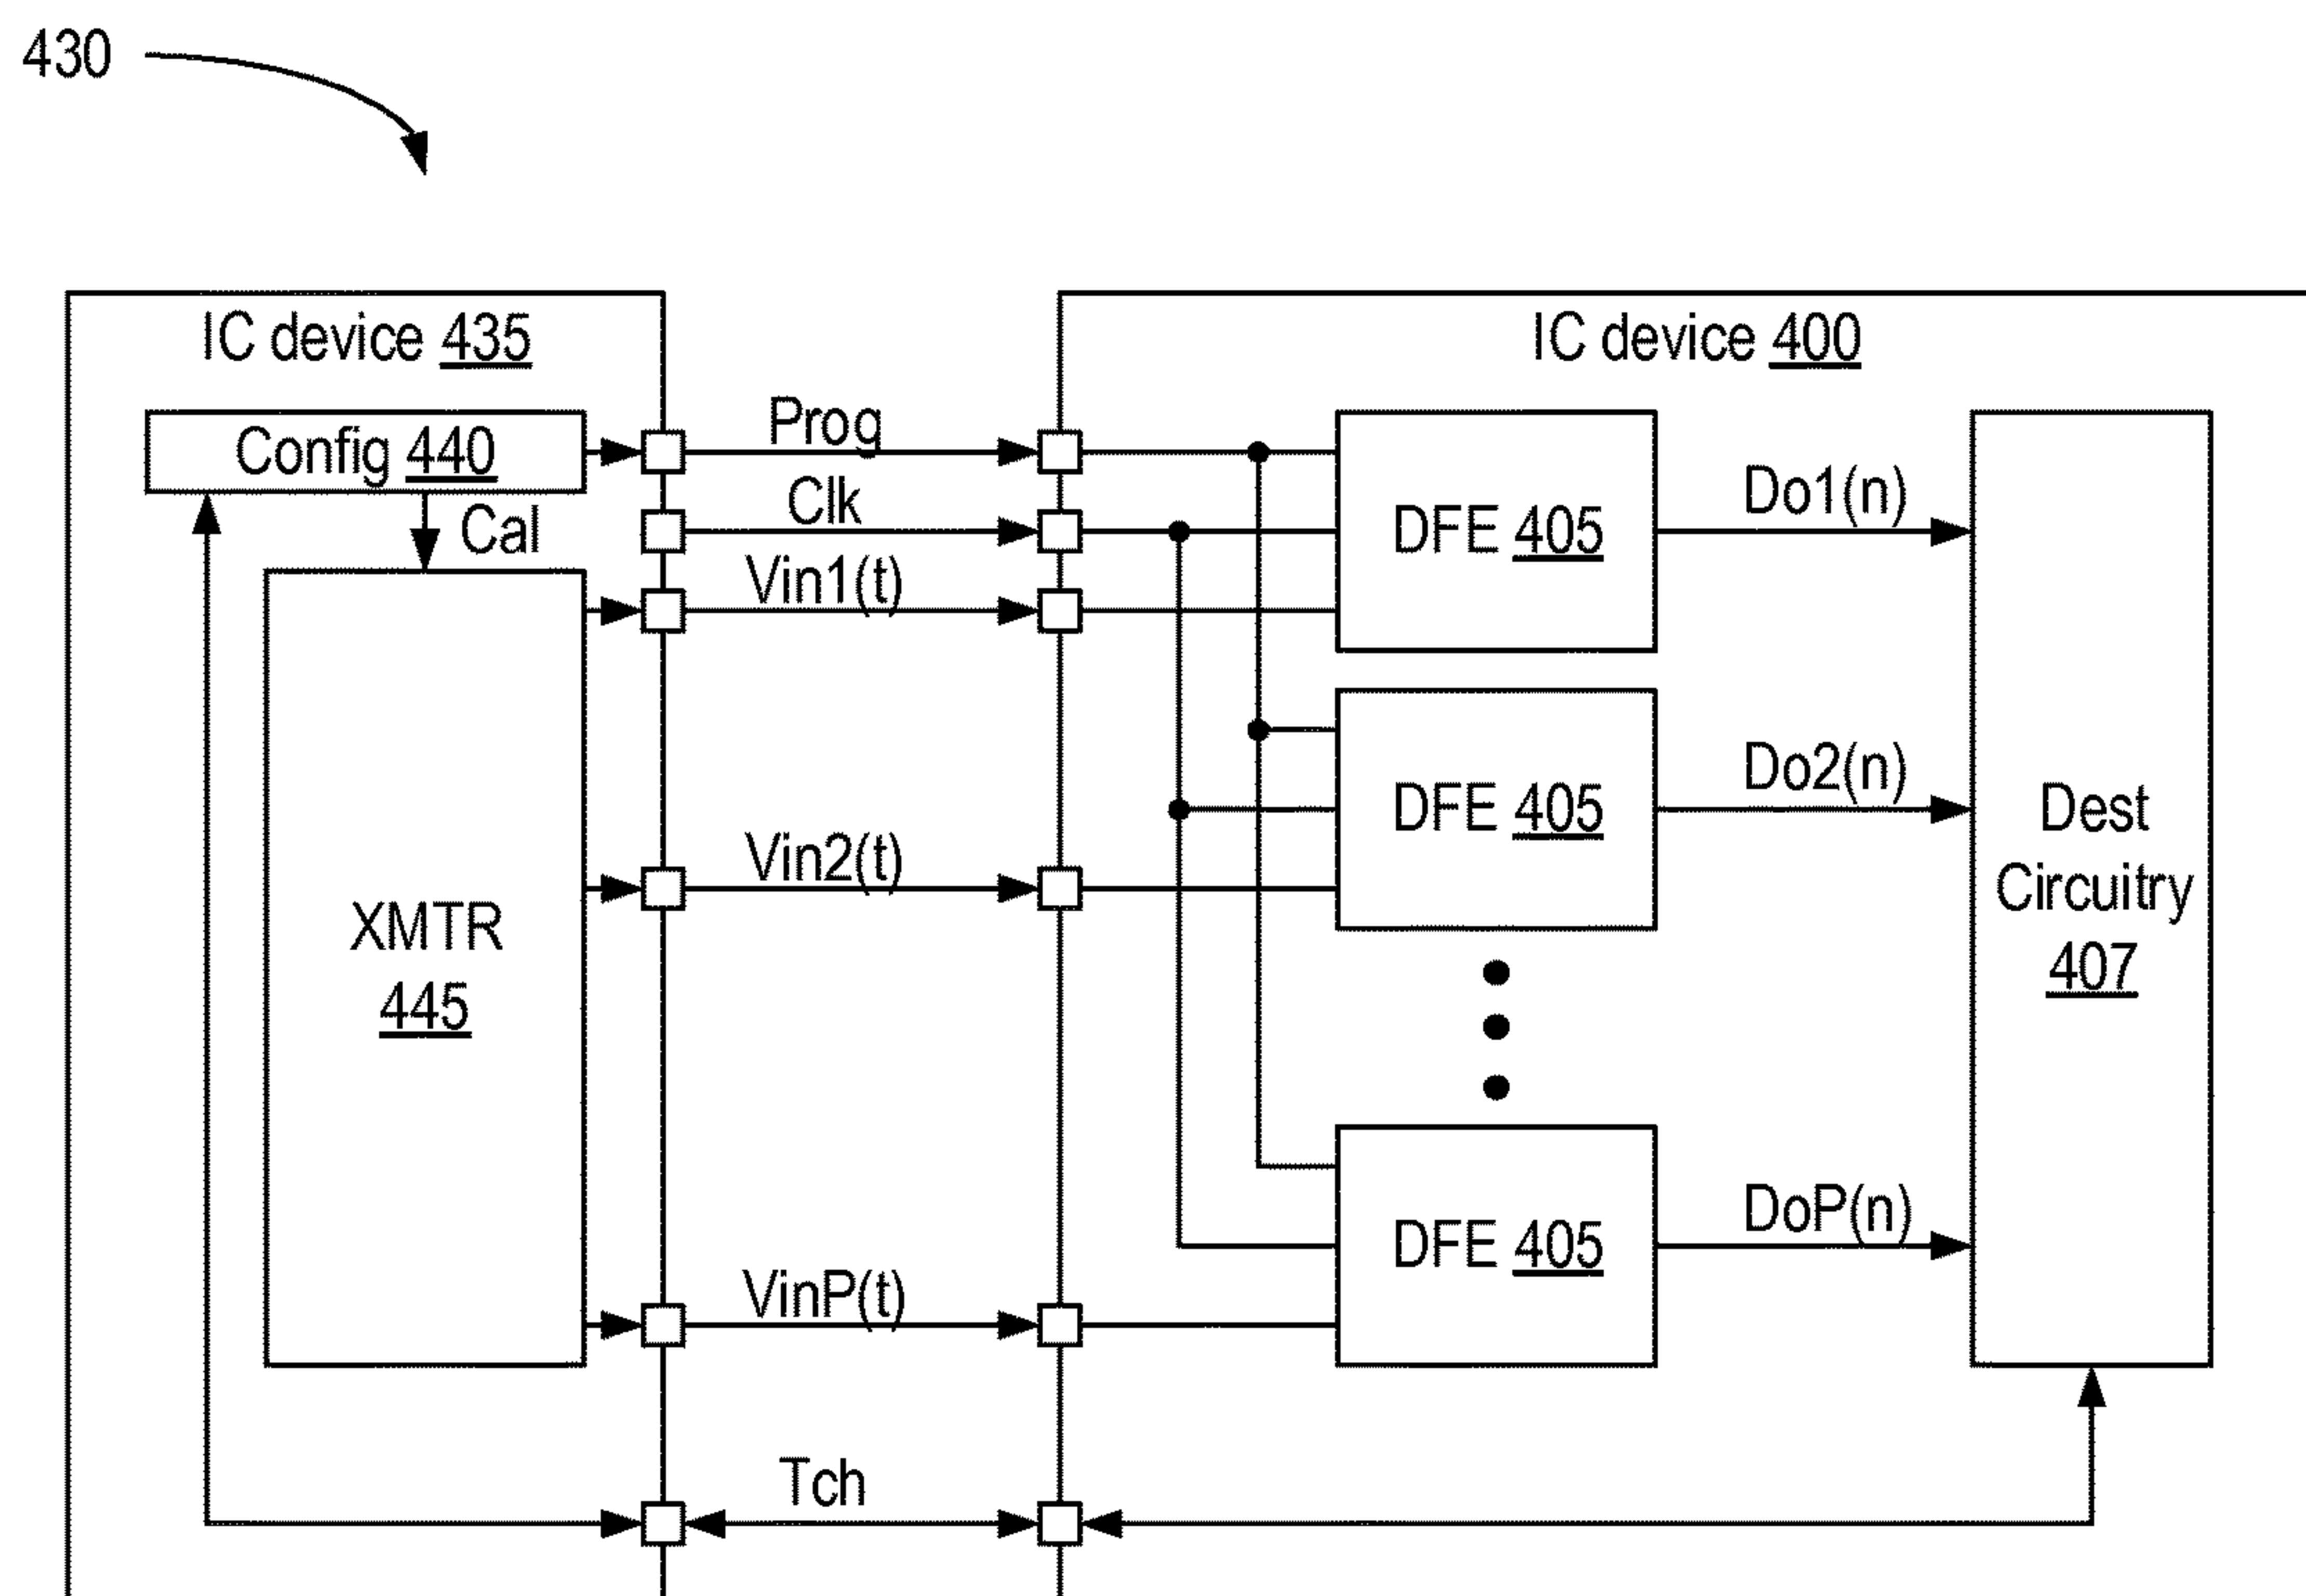 430
IC device 435
IC device 400
Config 440
Prog
Clk
Cal
Vin1(t)
DFE 405
Do1(n)
Vin2(t)
DFE 405
Do2(n)
XMTR
445
Dest
Circuitry
407
VinP(t)
DFE 405
DoP(n)
Tch